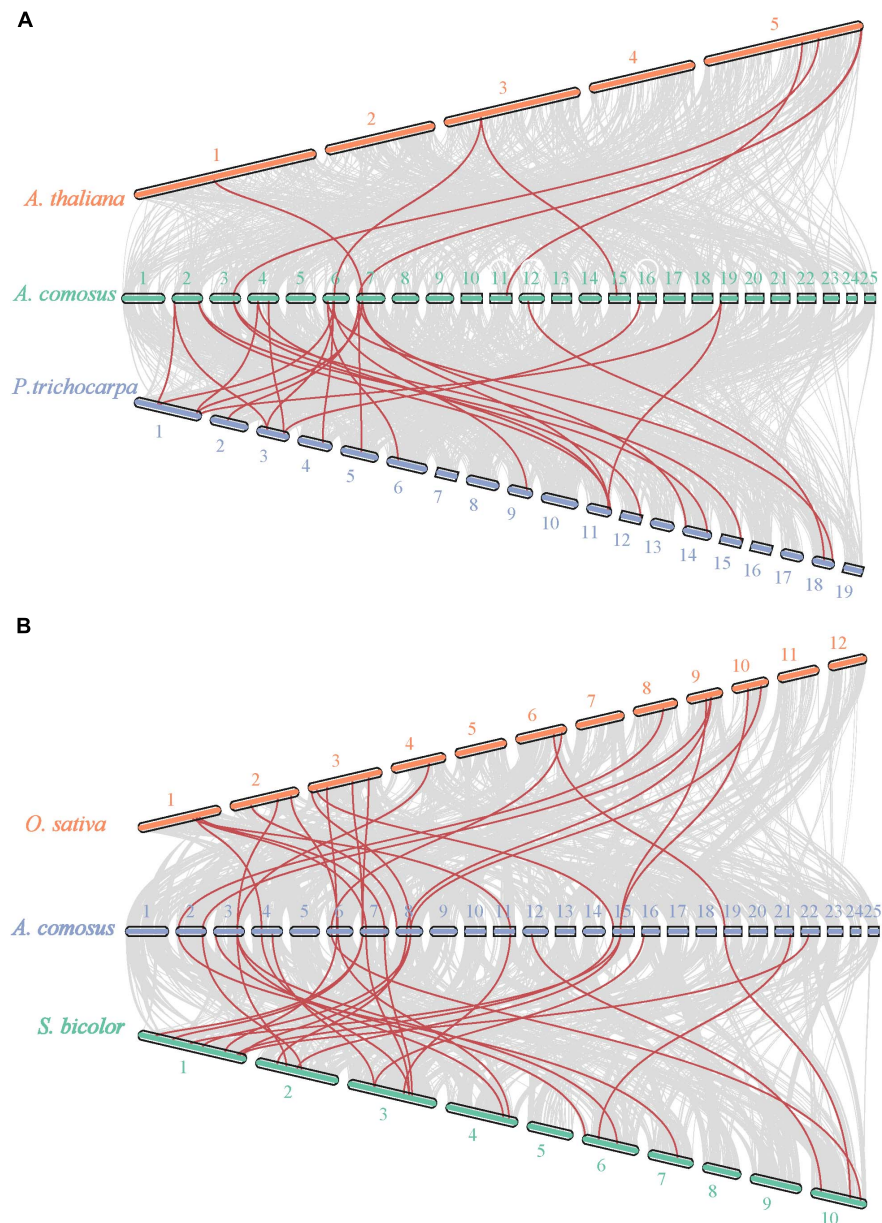 A
1 2 3 4 5
A. thaliana
1 2 3 4 5 6 7 8 9 10 11 12 13 14 15 16 17 18 19 20 21 22 23 24 25
A. comosus
P.trichocarpa
1 2 3 4 5 6 7 8 9 10 11 12 13 14 15 16 17 18 19
B
1 2 3 4 5 6 7 8 9 10 11 12
O. sativa
1 2 3 4 5 6 7 8 9 10 11 12 13 14 15 16 17 18 19 20 21 22 23 24 25
A. comosus
S. bicolor
1 2 3 4 5 6 7 8 9 10